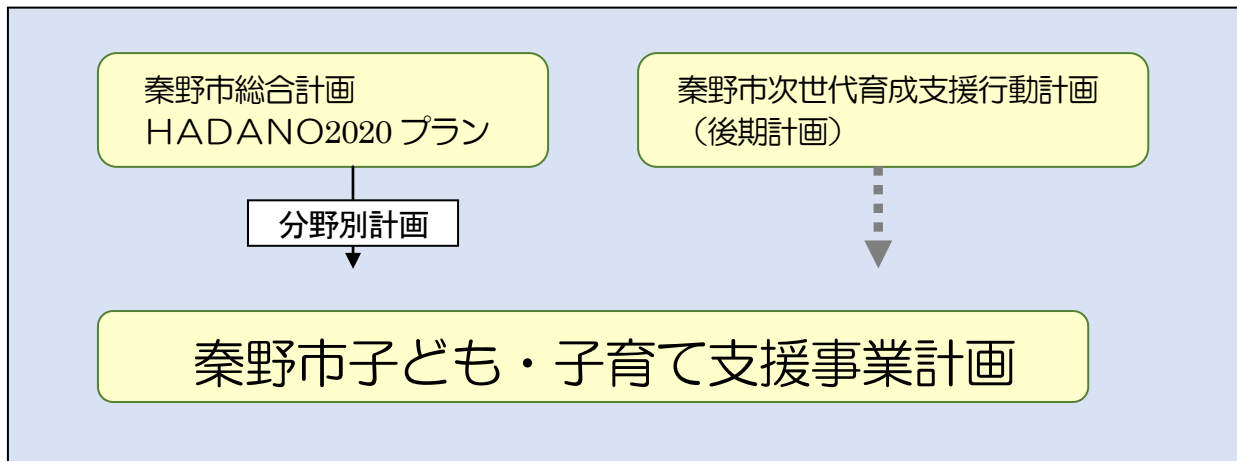 秦野市総合計画
HADANO2020 プラン
秦野市次世代育成支援行動計画
（後期計画）
分野別計画
秦野市子ども・子育て支援事業計画